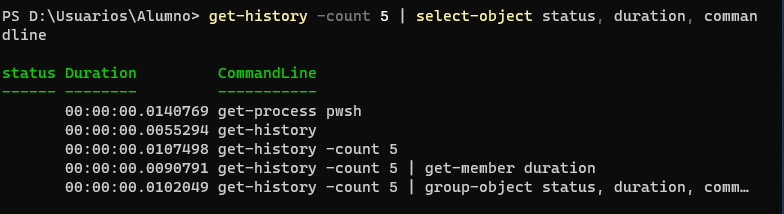 PS D:\Usuarios\Alumno> get-history -count 5 | select-object status, duration, comman
dline
status Duration CommandLine
------ -------- -----------
00:00:00.0140769 get-process pwsh
00:00:00.0055294 get-history
00:00:00.0107498 get-history -count 5
00:00:00.0090791 get-history -count 5 | get-member duration
00:00:00.0102049 get-history -count 5 | group-object status, duration, comm…